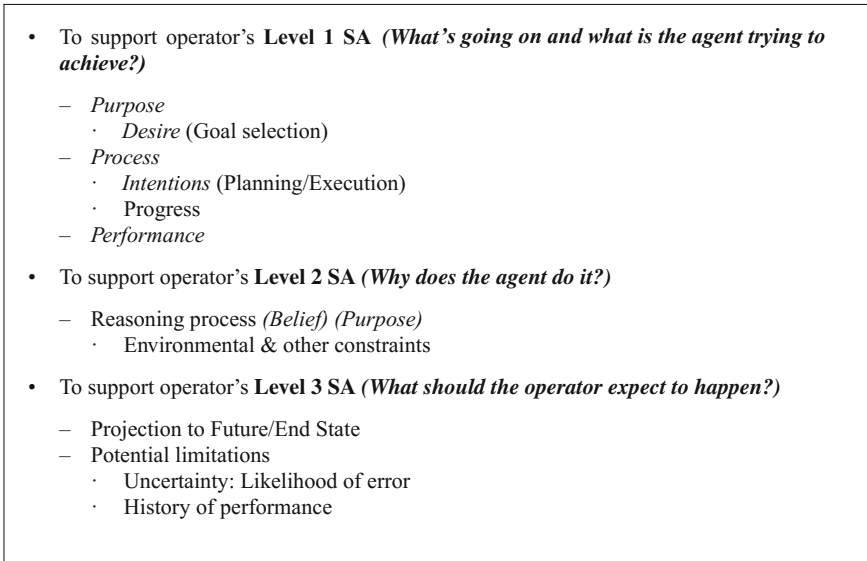 • To support operator’s Level 1 SA (What’s going on and what is the agent trying to
achieve?)
– Purpose
· Desire (Goal selection)
– Process
· Intentions (Planning/Execution)
· Progress
– Performance
• To support operator’s Level 2 SA (Why does the agent do it?)
– Reasoning process (Belief) (Purpose)
· Environmental & other constraints
• To support operator’s Level 3 SA (What should the operator expect to happen?)
– Projection to Future/End State
– Potential limitations
· Uncertainty: Likelihood of error
· History of performance